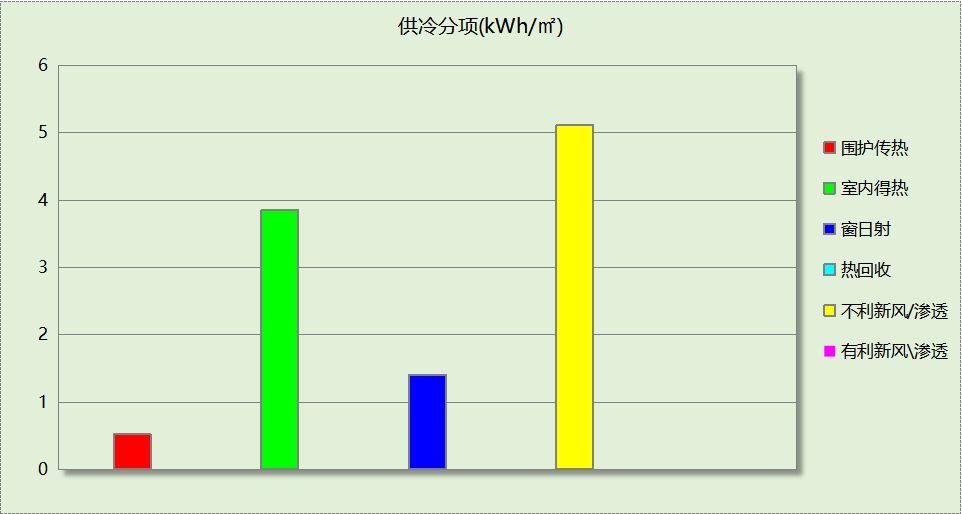 供冷分项(kWh/㎡)
6
5
4
3
2
1
0
围护传热
室内得热
窗日射
热回收
不利新风/渗透
有利新风\渗透